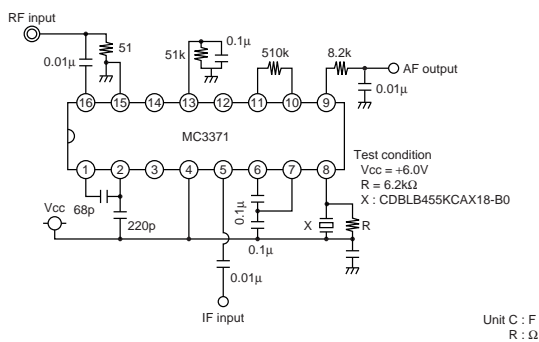 RF input
0.01μ
51
51k
0.1μ
510k
8.2k
AF output
0.01μ
16 15 14 13 12 11 10 9
MC3371
1 2 3 4 5 6 7 8
Test condition
Vcc = +6.0V
R = 6.2kΩ
X : CDBLB455KCAX18-B0
68p
Vcc
220p
0.1μ
0.1μ
X
R
0.01μ
IF input
Unit C : F
R : Ω